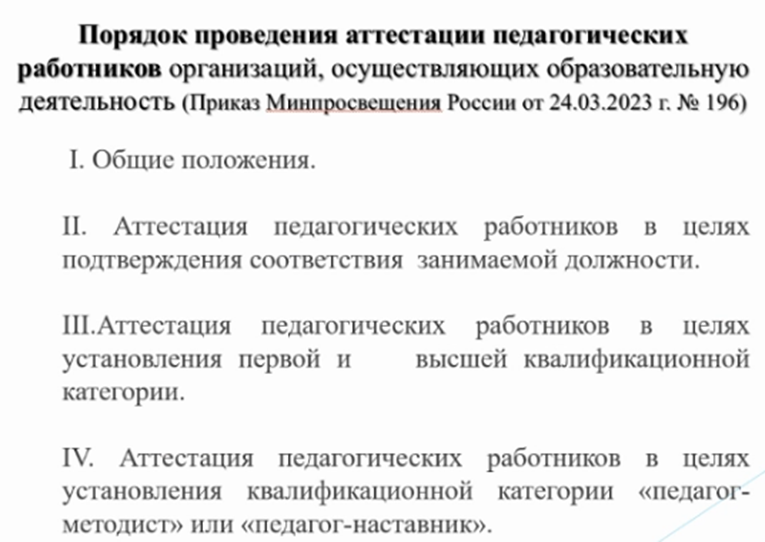 Порядок проведения аттестации педагогических
работников организаций, осуществляющих образовательную
деятельность (Приказ Минпросвещения России от 24.03.2023 г. № 196)
I. Общие положения.
II. Аттестация педагогических работников в целях
подтверждения соответствия занимаемой должности.
III.Аттестация педагогических работников в целях
установления первой и высшей квалификационной
категории.
IV. Аттестация педагогических работников в целях
установления квалификационной категории «педагог-
методист» или «педагог-наставник».